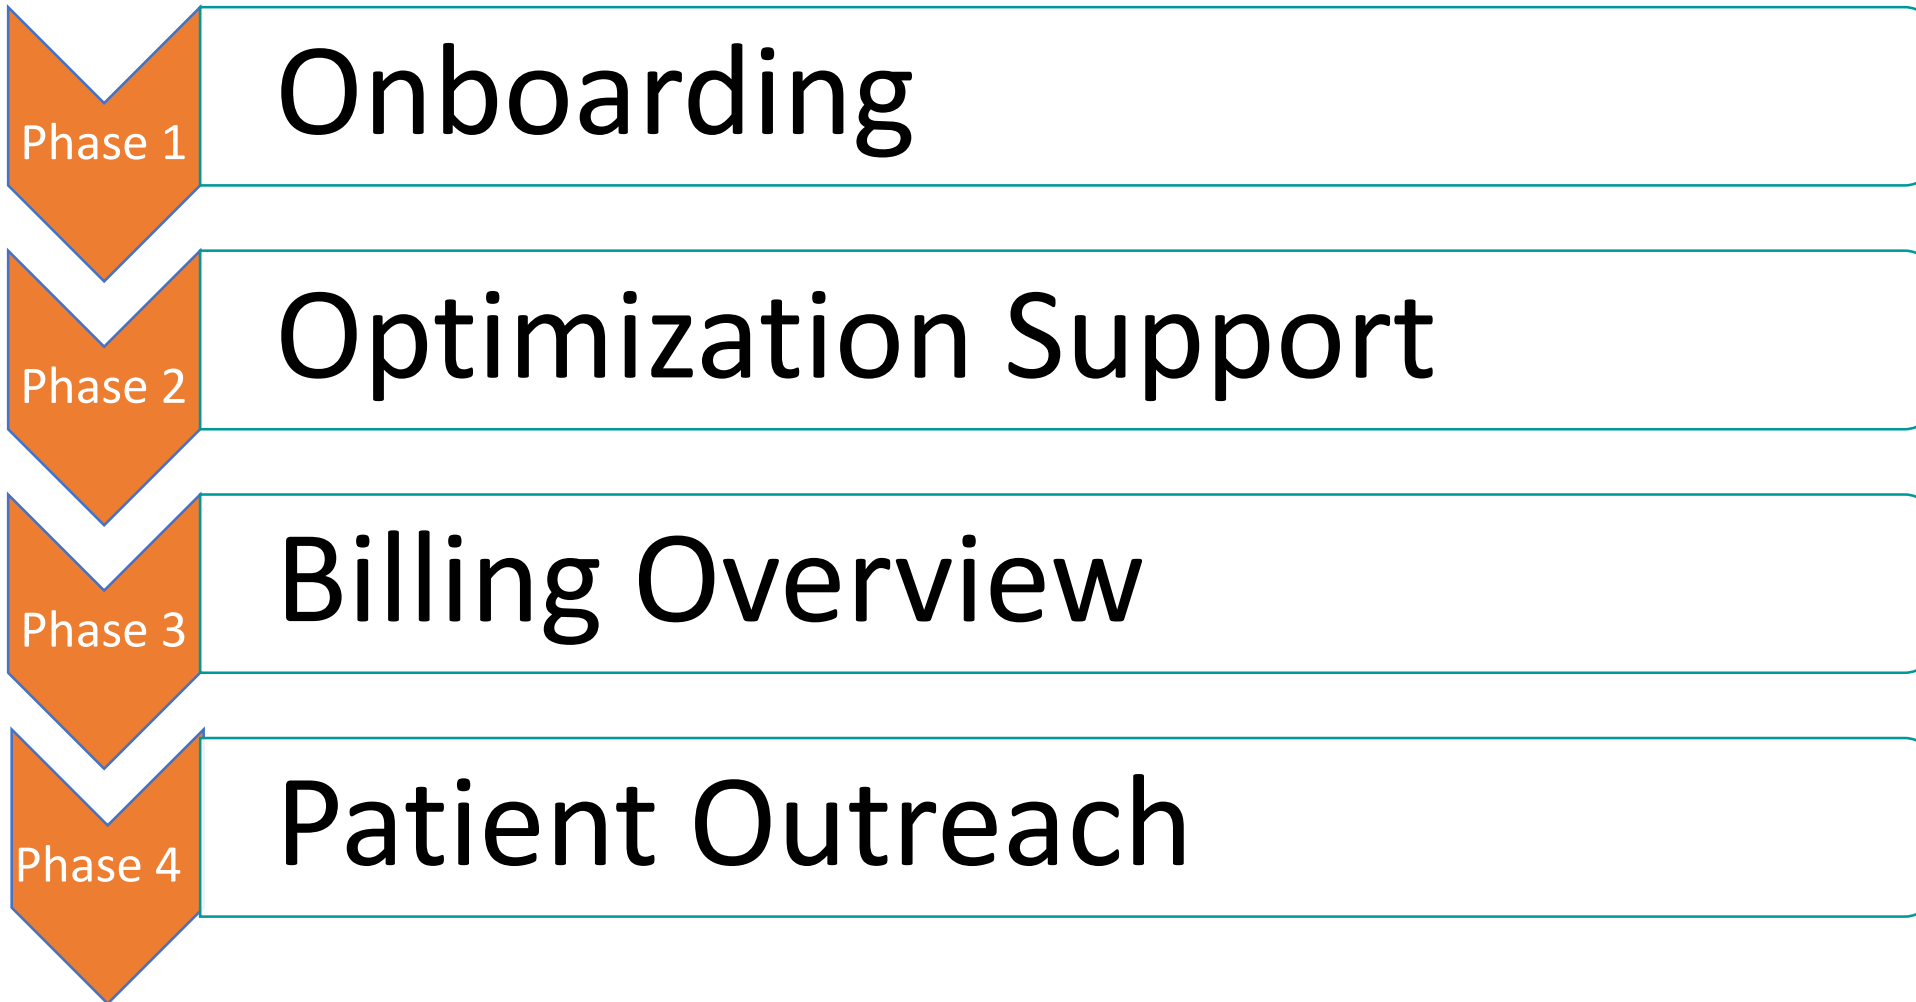 Phase 1
Onboarding
Phase 2
Optimization Support
Phase 3
Billing Overview
Phase 4
Patient Outreach